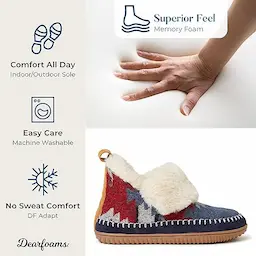 Superior Feel
Memory Foam
Comfort All Day
Indoor/Outdoor Sole
Easy Care
Machine Washable
No Sweat Comfort
DF Adapt
Dearfoams